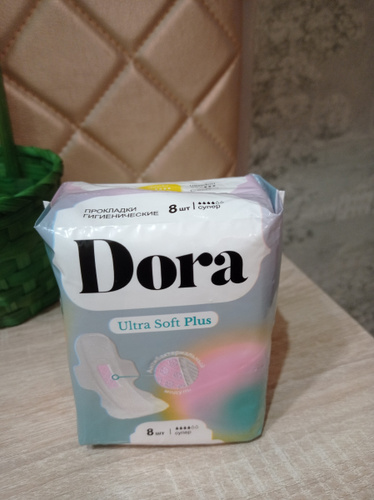 ПРОКЛАДКИ
ГИГИЕНИЧЕСКИЕ
8 шт
супер
Dora
Ultra Soft Plus
8 шт
супер